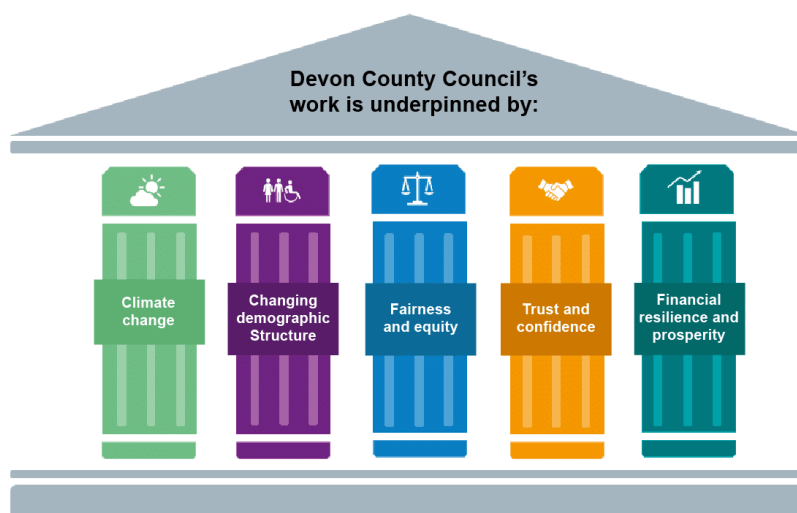 Devon County Council's
work is underpinned by:
Climate
change
Changing
demographic
Structure
Fairness
and equity
Trust and
confidence
Financial
resilience and
prosperity